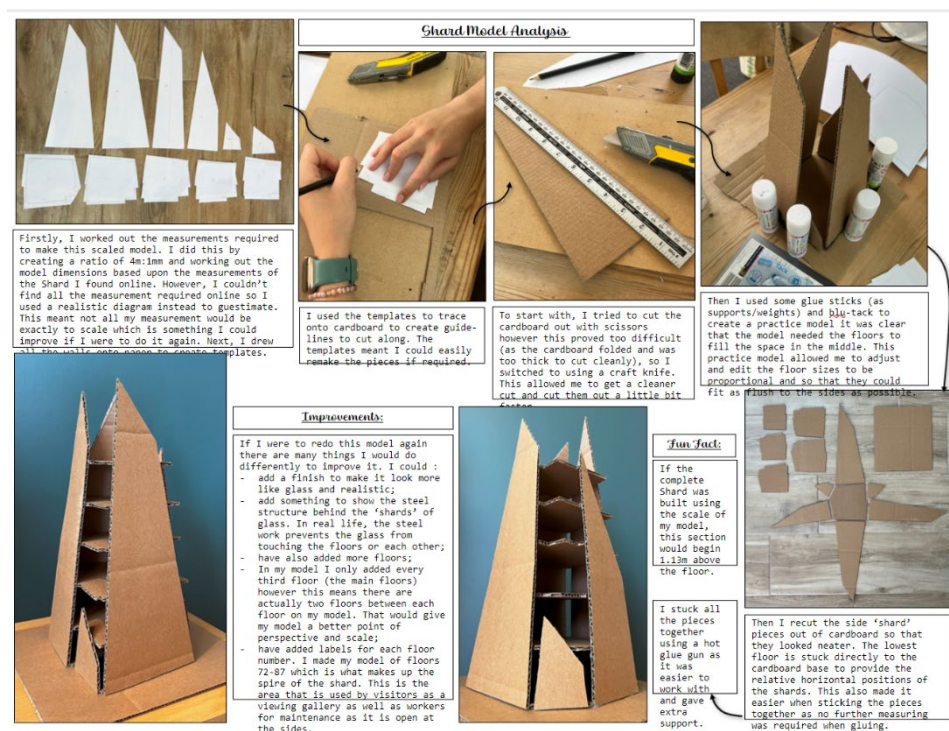 Shard Model Analysis
Firstly, I worked out the measurements required
to make this scaled model. I did this by
creating a ratio of 4m:1mm and working out the
model dimensions based upon the measurements of
the Shard I found online. However, I couldn't
find all the measurement required online so I
used a realistic diagram instead to guestimate.
This meant not all my measurement would be
exactly to scale which is something I could
improve if I were to do it again. Next, I drew
all the walls onto paper to create templates.
I used the templates to trace
onto cardboard to create guide-
lines to cut along. The
templates meant I could easily
remake the pieces if required.
To start with, I tried to cut the
cardboard out with scissors
however this proved too difficult
(as the cardboard folded and
was too thick to cut cleanly), so I
switched to using a craft knife.
This allowed me to get a cleaner
cut and cut them out a little bit
faster.
Then I used some glue sticks (as
supports/weights) and blu-tack to
create a practice model it was clear
that the model needed the floors to
fill the space in the middle. This
practice model allowed me to adjust
and edit the floor sizes to be
proportional and so that they could
fit as flush to the sides as possible.
Improvements:
If I were to redo this model again
there are many things I would do
differently to improve it. I could :
- add a finish to make it look more
like glass and realistic;
- add something to show the steel
structure behind the 'shards' of
glass. In real life, the steel
work prevents the glass from
touching the floors or each other;
- have also added more floors;
- In my model I only added every
third floor (the main floors)
however this means there are
actually two floors between each
floor on my model. That would give
my model a better point of
perspective and scale;
- have added labels for each floor
number. I made my model of floors
72-87 which is what makes up the
spire of the shard. This is the
area that is used by visitors as a
viewing gallery as well as workers
for maintenance as it is open at
the sides.
Fun Fact:
If the
complete
Shard was
built using
the scale of
my model,
this section
would begin
1.13m above
the floor.
I stuck all
the pieces
together
using a hot
glue gun as
it was
easier to
work with
and gave
extra
support.
Then I recut the side 'shard'
pieces out of cardboard so that
they looked neater. The lowest
floor is stuck directly to the
cardboard base to provide the
relative horizontal positions of
the shards. This also made it
easier when sticking the pieces
together as no further measuring
was required when gluing.